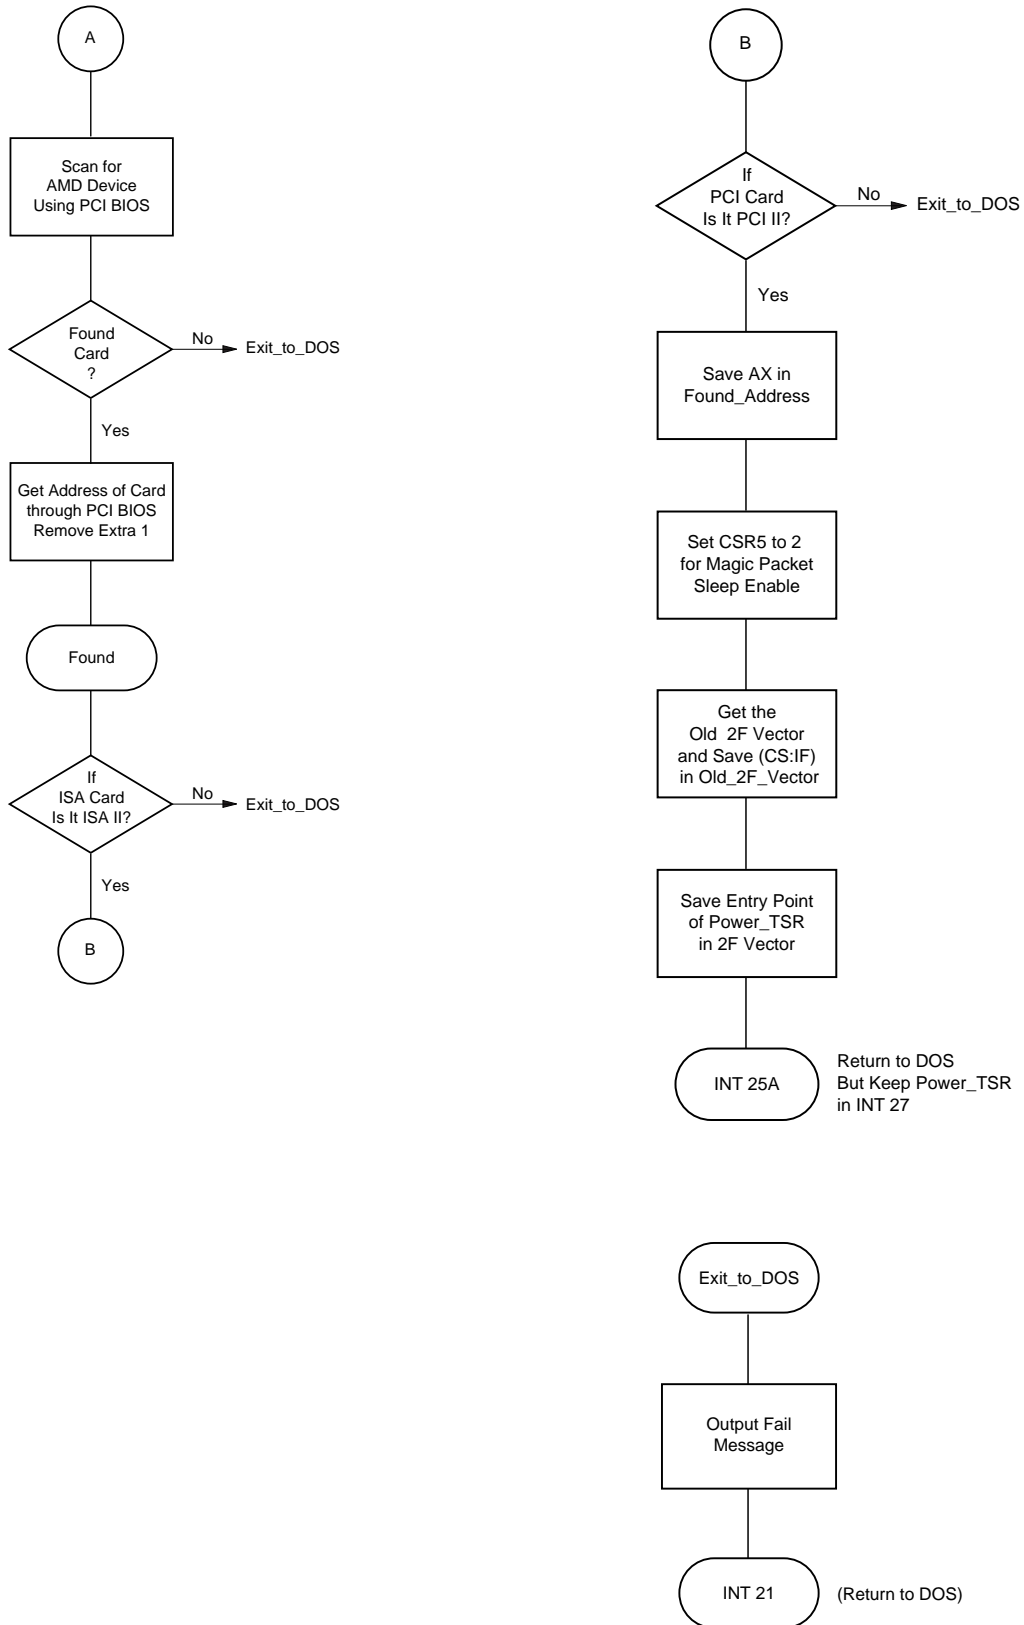 A
Scan for
AMD Device
Using PCI BIOS
Found
Card
?
No
Exit_to_DOS
Yes
Get Address of Card
through PCI BIOS
Remove Extra 1
Found
If
ISA Card
Is It ISA II?
No
Exit_to_DOS
Yes
B
B
If
PCI Card
Is It PCI II?
No
Exit_to_DOS
Yes
Save AX in
Found_Address
Set CSR5 to 2
for Magic Packet
Sleep Enable
Get the
Old 2F Vector
and Save (CS:IF)
in Old_2F_Vector
Save Entry Point
of Power_TSR
in 2F Vector
INT 25A
Return to DOS
But Keep Power_TSR
in INT 27
Exit_to_DOS
Output Fail
Message
INT 21
(Return to DOS)